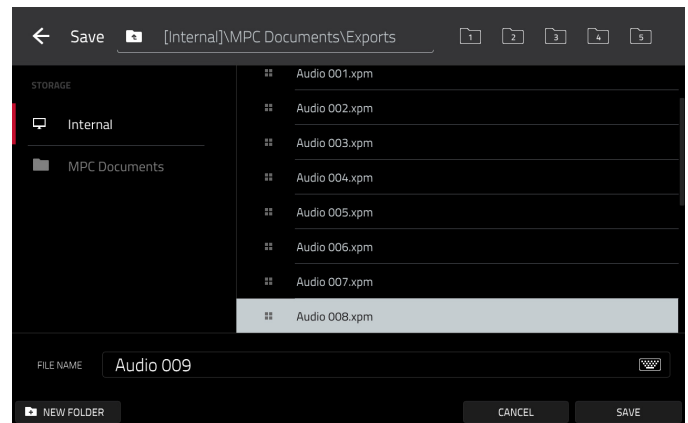 Save [Internal]\MPC Documents\Exports 1 2 3 4 5
STORAGE
Internal
MPC Documents
Audio 001.xpm
Audio 002.xpm
Audio 003.xpm
Audio 004.xpm
Audio 005.xpm
Audio 006.xpm
Audio 007.xpm
Audio 008.xpm
FILE NAME Audio 009
NEW FOLDER CANCEL SAVE